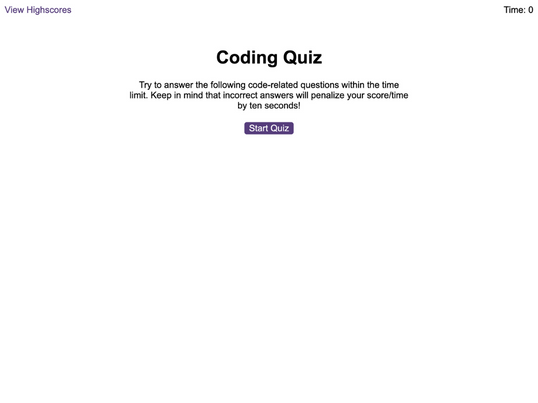 View Highscores
Time: 0
Coding Quiz
Try to answer the following code-related questions within the time
limit. Keep in mind that incorrect answers will penalize your score/time
by ten seconds!
Start Quiz